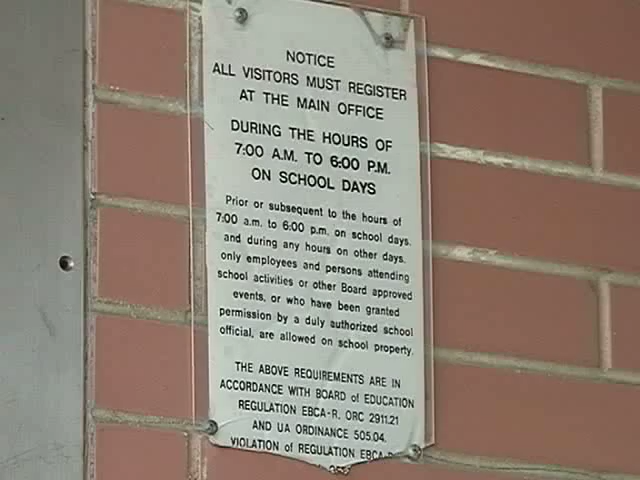 NOTICE
ALL VISITORS MUST REGISTER
AT THE MAIN OFFICE
DURING THE HOURS OF
7:00 A.M. TO 6:00 P.M.
ON SCHOOL DAYS
Prior or subsequent to the hours of
7:00 a.m. to 6:00 p.m. on school days,
and during any hours on other days,
only employees and persons attending
school activities or other Board approved
events, or who have been granted
permission by a duly authorized school
official, are allowed on school property.
THE ABOVE REQUIREMENTS ARE IN
ACCORDANCE WITH BOARD of EDUCATION
REGULATION EBCA-R, ORC 2911.21
AND UA ORDINANCE 505.04.
VIOLATION of REGULATION